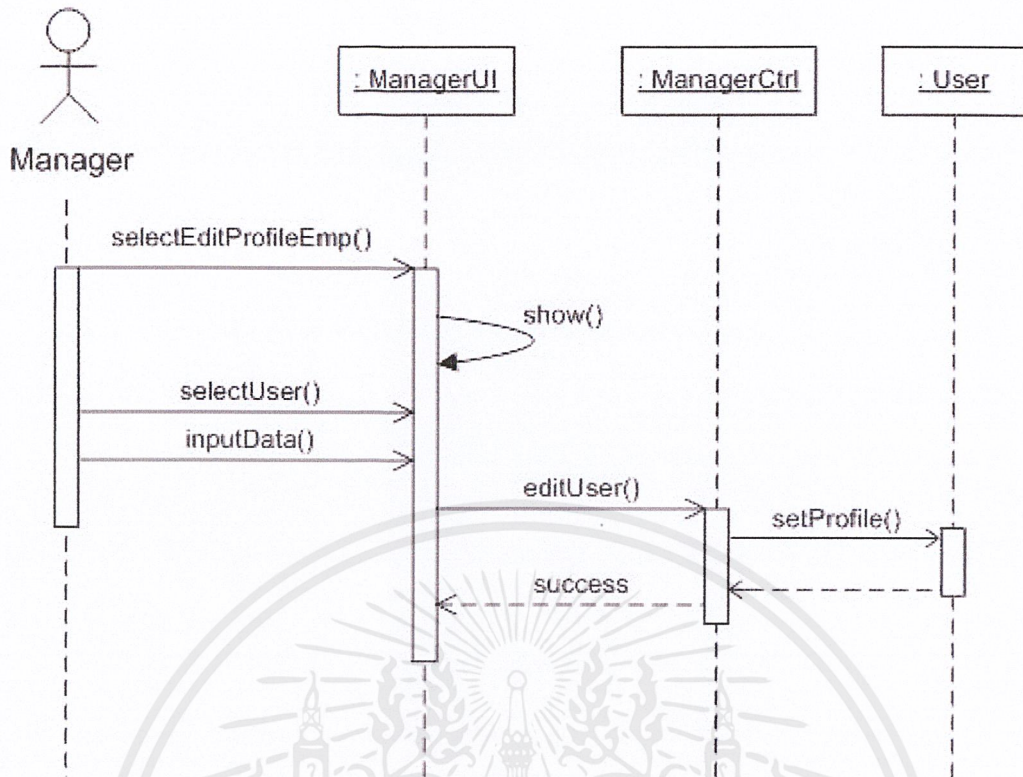 : ManagerUI
: ManagerCtrl
: User
Manager
selectEditProfileEmp()
show()
selectUser()
inputData()
editUser()
setProfile()
success